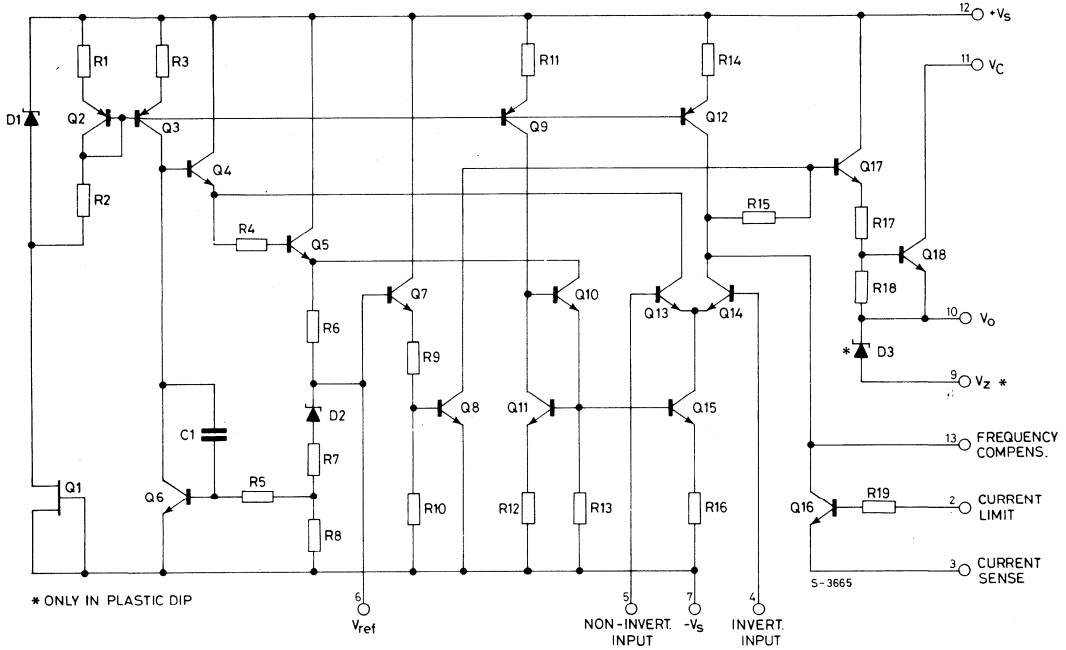 12 +Vs
R1 R3 R11 R14
11 Vc
D1 Q2 Q3 Q9 Q12
Q4 Q17
R2 R15 R17
R4 Q5 Q18
Q7 Q10 Q13 Q14 R18
10 Vo
R6 R9 * D3
9 Vz *
D2 Q8 Q11 Q15
C1 13 FREQUENCY
COMPENS.
R7
Q1 Q6 R5 R10 R12 R13 R16 Q16 R19 2 CURRENT
LIMIT
R8
3 CURRENT
SENSE
S-3665
* ONLY IN PLASTIC DIP
6 5 7 4
Vref NON-INVERT. INPUT -Vs INVERT. INPUT